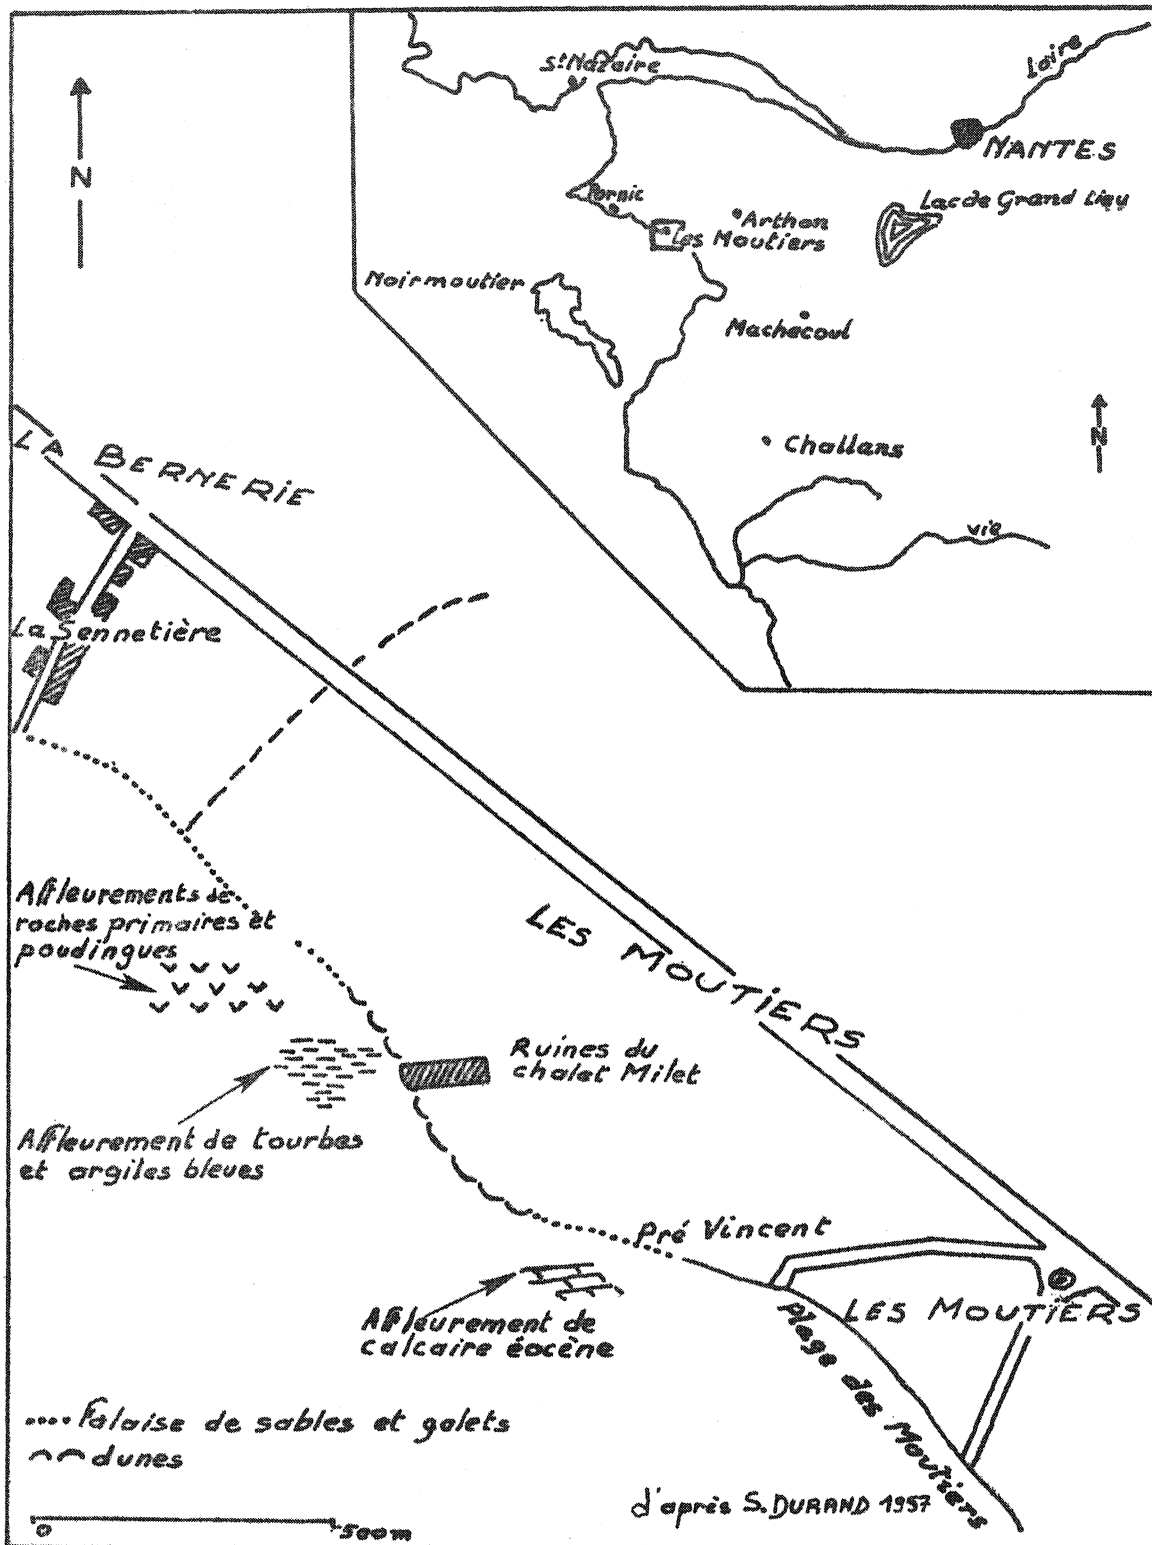 N
St Nazaire
Loire
NANTES
Pornic
Arthon
Lac de Grand Lieu
Les Moutiers
Noirmoutier
Machecoul
N
Challans
vie
LA BERNERIE
La Sennetière
Affleurements de
roches primaires et
poudingues
LES MOUTIERS
Ruines du
chalet Milet
Affleurement de tourbes
et argiles bleues
Pré Vincent
Affleurement de
calcaire éocène
LES MOUTIERS
Plage des Moutiers
Falaise de sables et galets
dunes
d'après S. DURAND 1957
0 500m